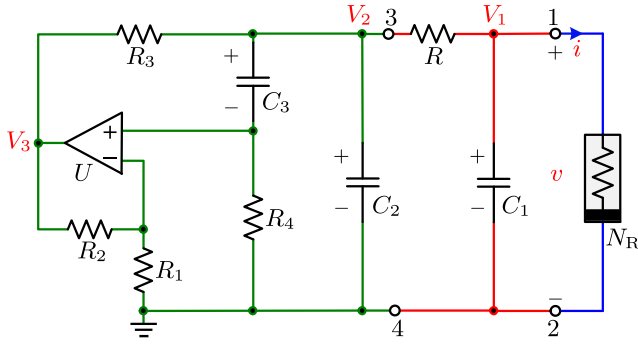 V2 3 V1 1
R3 + R + i
+
− C3
V3 + −
U
+ + v
− C2 − C1
R4
R2 NR
R1 −
4 2